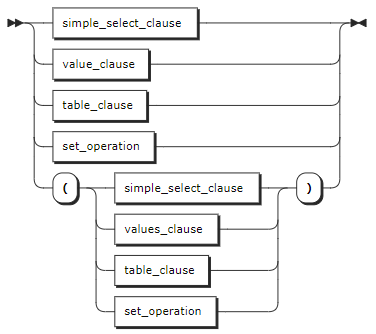 simple_select_clause
value_clause
table_clause
set_operation
( simple_select_clause )
values_clause
table_clause
set_operation